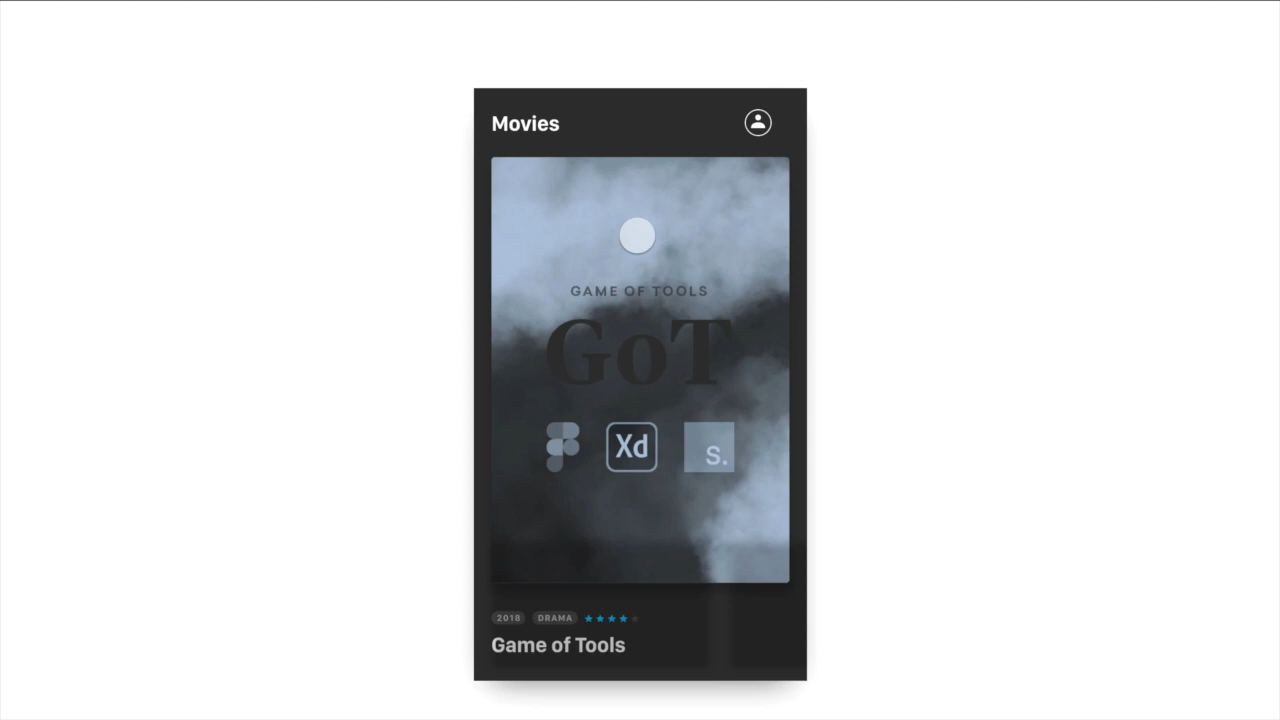 Movies
GAME OF TOOLS
GoT
Xd
S.
2018 DRAMA
Game of Tools